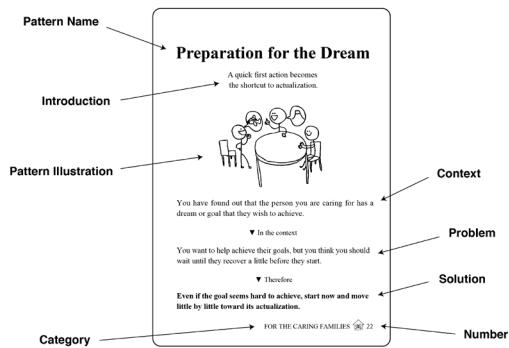 Pattern Name
Preparation for the Dream
A quick first action becomes
the shortcut to actualization.
Introduction
Pattern Illustration
Context
You have found out that the person you are caring for has a
dream or goal that they wish to achieve.
▼ In the context
Problem
You want to help achieve their goals, but you think you should
wait until they recover a little before they start.
▼ Therefore
Solution
Even if the goal seems hard to achieve, start now and move
little by little toward its actualization.
Category
FOR THE CARING FAMILIES 22
Number